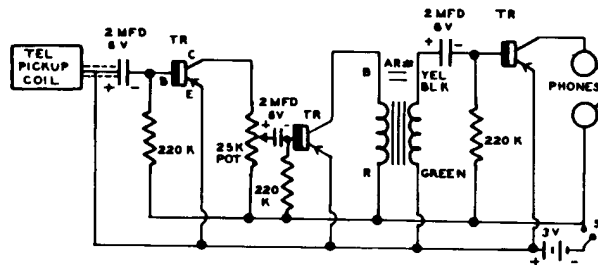 TEL
PICKUP
COIL
2 MFD
6V
+ -
TR
C
B
E
220 K
25K
POT
2 MFD
6V
+ -
TR
220
K
B
R
YEL
BLK
GREEN
2 MFD
6V
+ -
TR
220 K
PHONES
3V
+ -
S